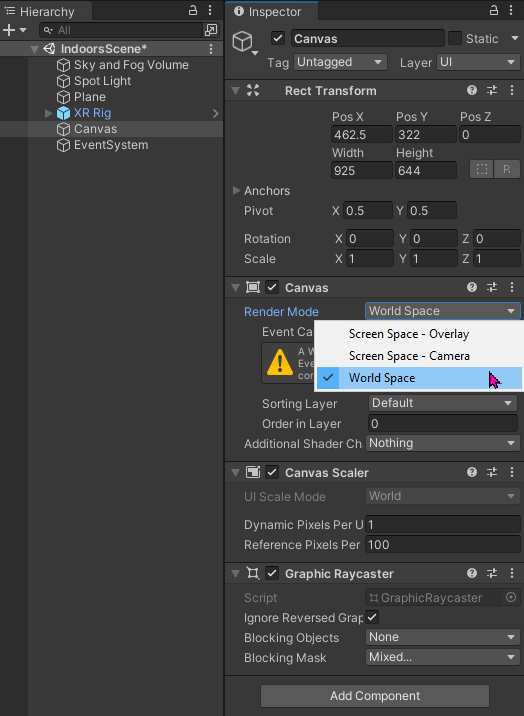 Hierarchy
All
IndoorsScene*
Sky and Fog Volume
Spot Light
Plane
XR Rig
Canvas
EventSystem
Inspector
Canvas
Static
Tag Untagged Layer UI
Rect Transform
Pos X Pos Y Pos Z
462.5 322 0
Width Height
925 644
R
Anchors
Pivot X 0.5 Y 0.5
Rotation X 0 Y 0 Z 0
Scale X 1 Y 1 Z 1
Canvas
Render Mode World Space
Screen Space - Overlay
Screen Space - Camera
World Space
Event Ca
A W
Eve
con
Sorting Layer Default
Order in Layer 0
Additional Shader Ch Nothing
Canvas Scaler
UI Scale Mode World
Dynamic Pixels Per U 1
Reference Pixels Per 100
Graphic Raycaster
Script GraphicRaycaster
Ignore Reversed Grap
Blocking Objects None
Blocking Mask Mixed...
Add Component